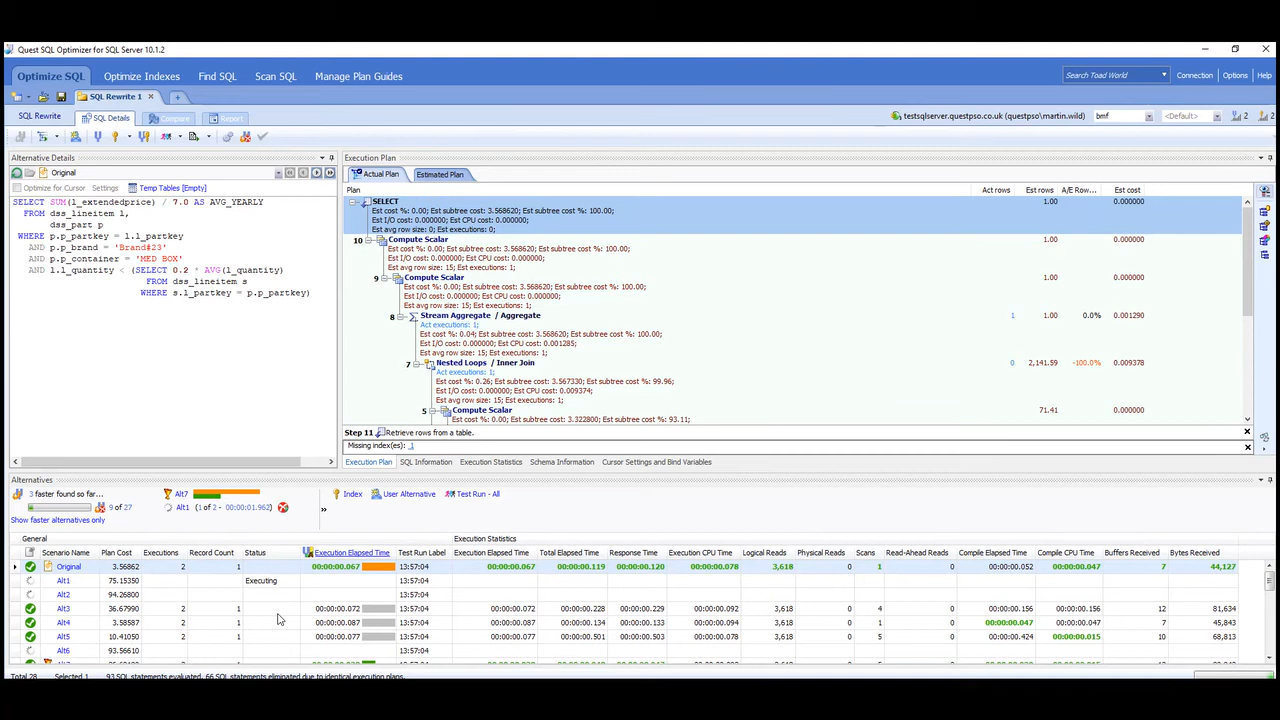 Quest SQL Optimizer for SQL Server 10.1.2
Optimize SQL Optimize Indexes Find SQL Scan SQL Manage Plan Guides Search Toad World Connection Options Help
SQL Rewrite 1
SQL Rewrite SQL Details Compare Report testsqlserver.questpso.co.uk (questpso\martin.wild) bmf <Default> 2 2
Alternative Details
Original
Optimize for Cursor Settings Temp Tables [Empty]
SELECT SUM(l_extendedprice) / 7.0 AS AVG_YEARLY
FROM dss_lineitem l,
dss_part p
WHERE p.p_partkey = l.l_partkey
AND p.p_brand = 'Brand#23'
AND p.p_container = 'MED BOX'
AND l.l_quantity < (SELECT 0.2 * AVG(l_quantity)
FROM dss_lineitem s
WHERE s.l_partkey = p.p_partkey)
Execution Plan
Actual Plan Estimated Plan
Plan Act rows Est rows A/E Row... Est cost
SELECT 1.00 0.000000
Est cost %: 0.00; Est subtree cost: 3.568620; Est subtree cost %: 100.00;
Est I/O cost: 0.000000; Est CPU cost: 0.000000;
Est avg row size: 0; Est executions: 0;
10 Compute Scalar 1.00 0.000000
Est cost %: 0.00; Est subtree cost: 3.568620; Est subtree cost %: 100.00;
Est I/O cost: 0.000000; Est CPU cost: 0.000000;
Est avg row size: 15; Est executions: 1;
9 Compute Scalar 1.00 0.000000
Est cost %: 0.00; Est subtree cost: 3.568620; Est subtree cost %: 100.00;
Est I/O cost: 0.000000; Est CPU cost: 0.000000;
Est avg row size: 15; Est executions: 1;
8 Stream Aggregate / Aggregate 1 1.00 0.0% 0.001290
Act executions: 1;
Est cost %: 0.04; Est subtree cost: 3.568620; Est subtree cost %: 100.00;
Est I/O cost: 0.000000; Est CPU cost: 0.001285;
Est avg row size: 15; Est executions: 1;
7 Nested Loops / Inner Join 0 2,141.59 -100.0% 0.009378
Act executions: 1;
Est cost %: 0.26; Est subtree cost: 3.567330; Est subtree cost %: 99.96;
Est I/O cost: 0.000000; Est CPU cost: 0.009374;
Est avg row size: 15; Est executions: 1;
5 Compute Scalar 71.41 0.000000
Est cost %: 0.00; Est subtree cost: 3.322800; Est subtree cost %: 93.11;
Step 11 Retrieve rows from a table.
Missing index(es): 1
Execution Plan SQL Information Execution Statistics Schema Information Cursor Settings and Bind Variables
Alternatives
3 faster found so far... Alt7 Index User Alternative Test Run - All
9 of 27 Alt1 (1 of 2 - 00:00:01.962)
Show faster alternatives only
General Execution Statistics
Scenario Name Plan Cost Executions Record Count Status Execution Elapsed Time Test Run Label Execution Elapsed Time Total Elapsed Time Response Time Execution CPU Time Logical Reads Physical Reads Scans Read-Ahead Reads Compile Elapsed Time Compile CPU Time Buffers Received Bytes Received
Original 3.56862 2 1 00:00:00.067 13:57:04 00:00:00.067 00:00:00.119 00:00:00.120 00:00:00.078 3,618 0 1 0 00:00:00.052 00:00:00.047 7 44,127
Alt1 75.15350 Executing 13:57:04
Alt2 94.26800 13:57:04
Alt3 36.67990 2 1 00:00:00.072 13:57:04 00:00:00.072 00:00:00.228 00:00:00.229 00:00:00.092 3,618 0 4 0 00:00:00.156 00:00:00.156 12 81,634
Alt4 3.58587 2 1 00:00:00.087 13:57:04 00:00:00.087 00:00:00.134 00:00:00.133 00:00:00.094 3,618 0 1 0 00:00:00.047 00:00:00.047 7 45,843
Alt5 10.41050 2 1 00:00:00.077 13:57:04 00:00:00.077 00:00:00.501 00:00:00.503 00:00:00.078 3,618 0 5 0 00:00:00.424 00:00:00.015 10 68,813
Alt6 93.56610 13:57:04
Total 28 Selected 1 93 SQL statements evaluated, 66 SQL statements eliminated due to identical execution plans.